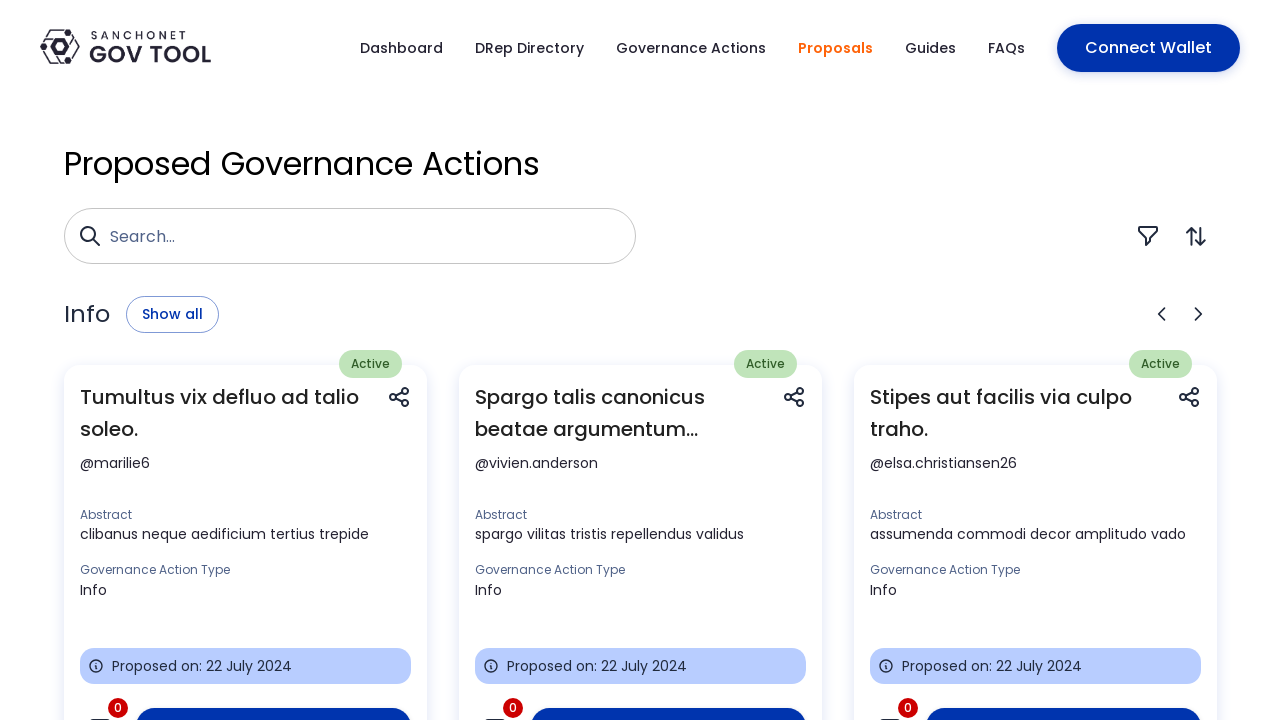 SANCHONET
GOV TOOL
Dashboard
DRep Directory
Governance Actions
Proposals
Guides
FAQs
Connect Wallet
Proposed Governance Actions
Search...
Info
Show all
Active
Tumultus vix defluo ad talio
soleo.
@marilie6
Abstract
clibanus neque aedificium tertius trepide
Governance Action Type
Info
Proposed on: 22 July 2024
0
Active
Spargo talis canonicus
beatae argumentum...
@vivien.anderson
Abstract
spargo vilitas tristis repellendus validus
Governance Action Type
Info
Proposed on: 22 July 2024
0
Active
Stipes aut facilis via culpo
traho.
@elsa.christiansen26
Abstract
assumenda commodi decor amplitudo vado
Governance Action Type
Info
Proposed on: 22 July 2024
0